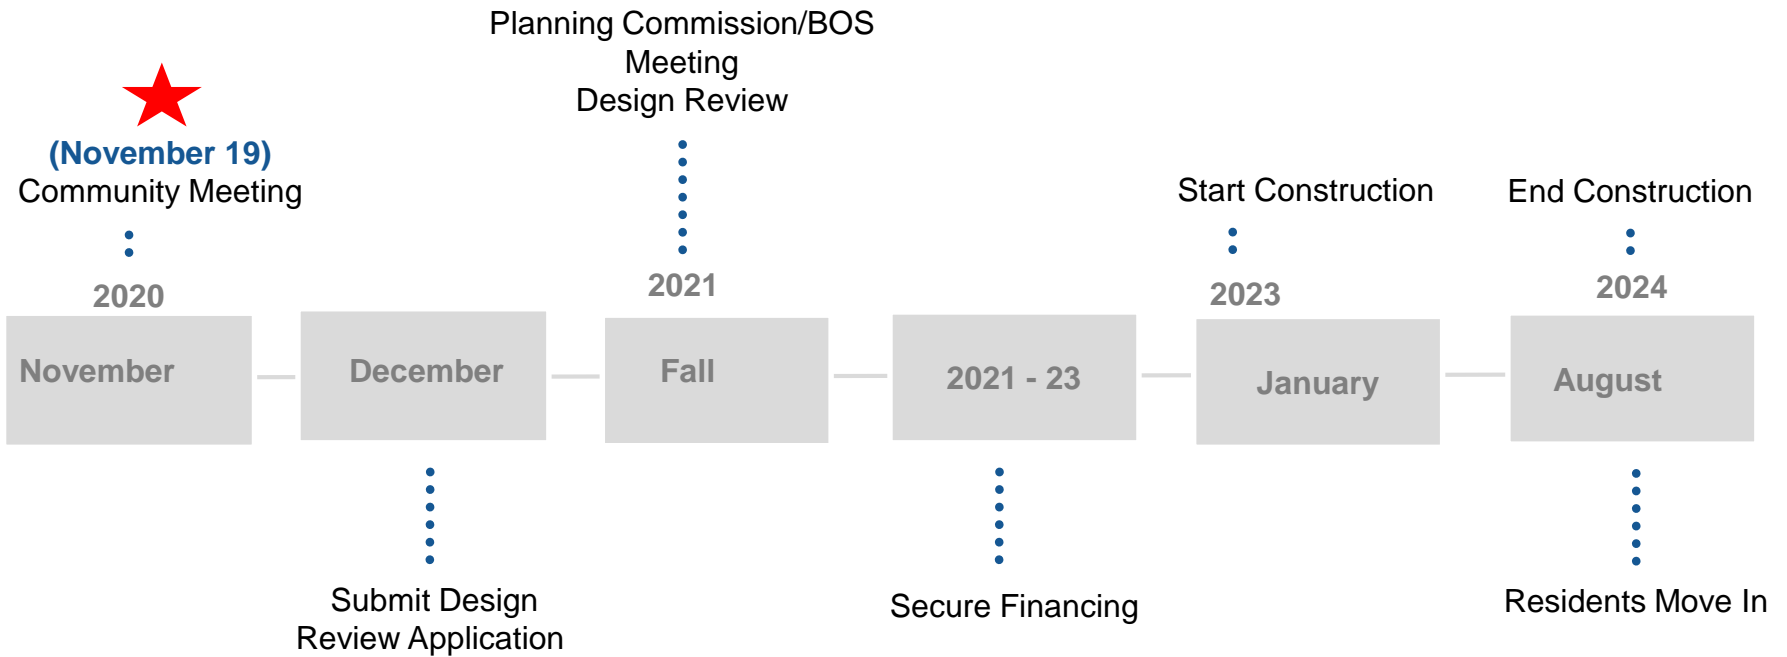 Planning Commission/BOS
Meeting
Design Review
(November 19)
Community Meeting
Start Construction
End Construction
2020
2021
2023
2024
November
December
Fall
2021 - 23
January
August
Submit Design
Review Application
Secure Financing
Residents Move In